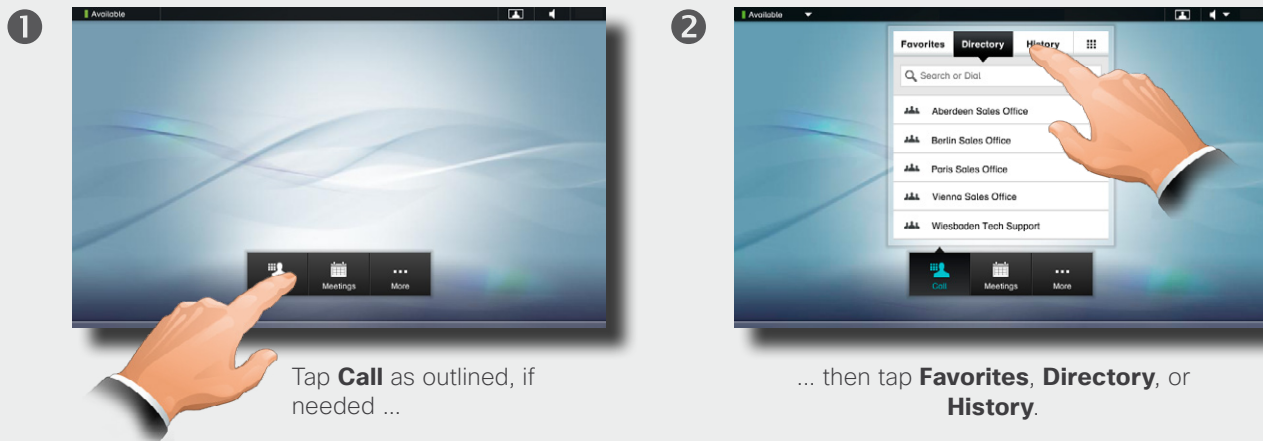 1
Available
Meetings
More
Tap Call as outlined, if
needed ...
2
Available
Favorites Directory History
Search or Dial
Aberdeen Sales Office
Berlin Sales Office
Paris Sales Office
Vienna Sales Office
Wiesbaden Tech Support
Call Meetings More
... then tap Favorites, Directory, or
History.